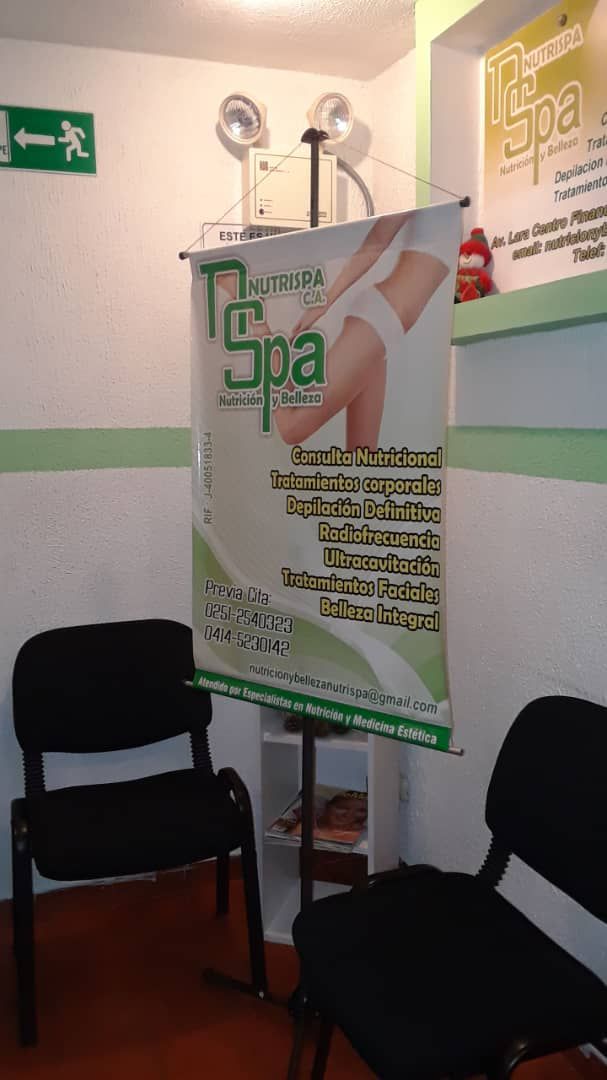 NUTRISPA
C.A.
Spa
Nutrición y Belleza
Consulta Nutricional
Tratamientos corporales
Depilación Definitiva
Radiofrecuencia
Ultracavitación
Tratamientos Faciales
Belleza Integral
RIF: J-40051833-4
Previa Cita:
0251-2540323
0414-5230142
nutricionybellezanutrispa@gmail.com
Atendido por Especialistas en Nutrición y Medicina Estética
ESTE
NUTRISPA
Spa
Nutrición y Belleza
Depilacion
Tratamiento
Av. Lara Centro
email:
Telef: